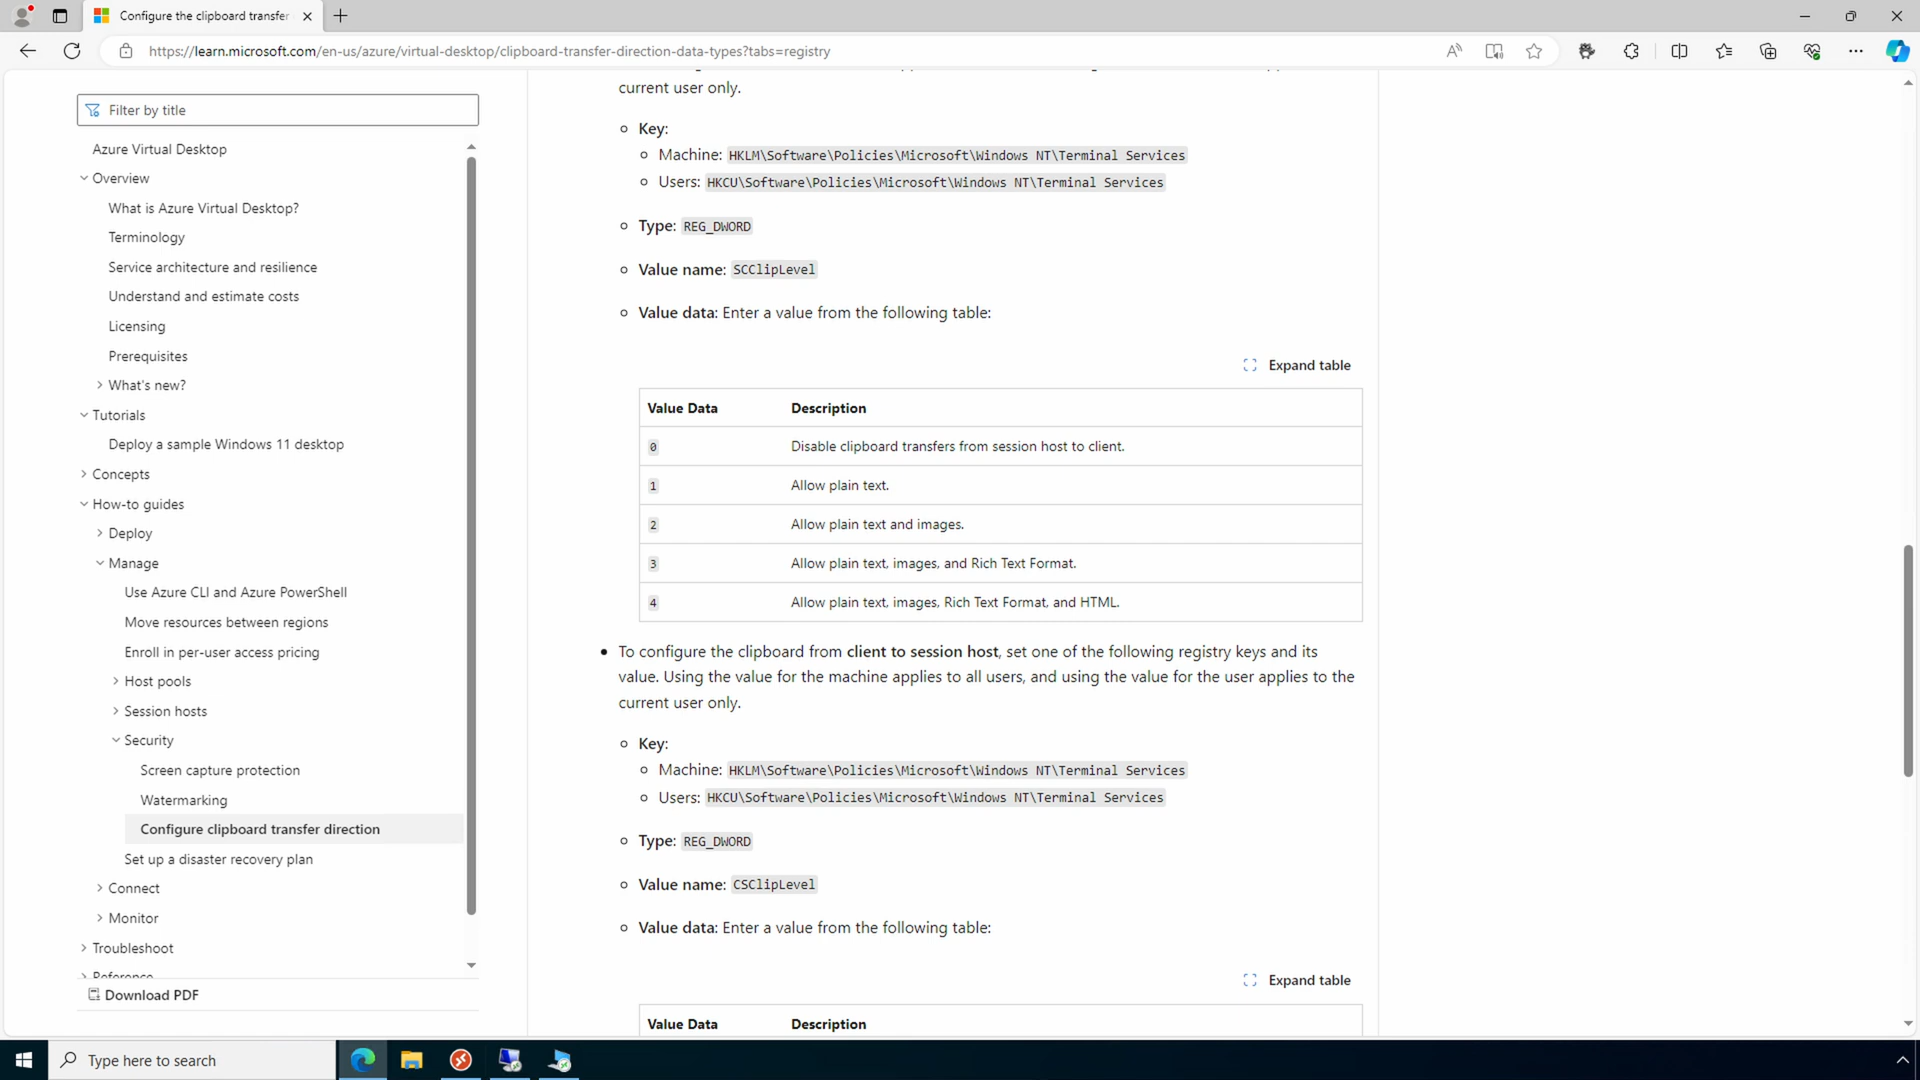 Configure the clipboard transfer
https://learn.microsoft.com/en-us/azure/virtual-desktop/clipboard-transfer-direction-data-types?tabs=registry
Filter by title
Azure Virtual Desktop
Overview
What is Azure Virtual Desktop?
Terminology
Service architecture and resilience
Understand and estimate costs
Licensing
Prerequisites
What's new?
Tutorials
Deploy a sample Windows 11 desktop
Concepts
How-to guides
Deploy
Manage
Use Azure CLI and Azure PowerShell
Move resources between regions
Enroll in per-user access pricing
Host pools
Session hosts
Security
Screen capture protection
Watermarking
Configure clipboard transfer direction
Set up a disaster recovery plan
Connect
Monitor
Troubleshoot
Reference
Download PDF
current user only.
Key:
Machine: HKLM\Software\Policies\Microsoft\Windows NT\Terminal Services
Users: HKCU\Software\Policies\Microsoft\Windows NT\Terminal Services
Type: REG_DWORD
Value name: SCClipLevel
Value data: Enter a value from the following table:
Expand table
Value Data Description
0 Disable clipboard transfers from session host to client.
1 Allow plain text.
2 Allow plain text and images.
3 Allow plain text, images, and Rich Text Format.
4 Allow plain text, images, Rich Text Format, and HTML.
To configure the clipboard from client to session host, set one of the following registry keys and its
value. Using the value for the machine applies to all users, and using the value for the user applies to the
current user only.
Key:
Machine: HKLM\Software\Policies\Microsoft\Windows NT\Terminal Services
Users: HKCU\Software\Policies\Microsoft\Windows NT\Terminal Services
Type: REG_DWORD
Value name: CSClipLevel
Value data: Enter a value from the following table:
Expand table
Value Data Description
Type here to search